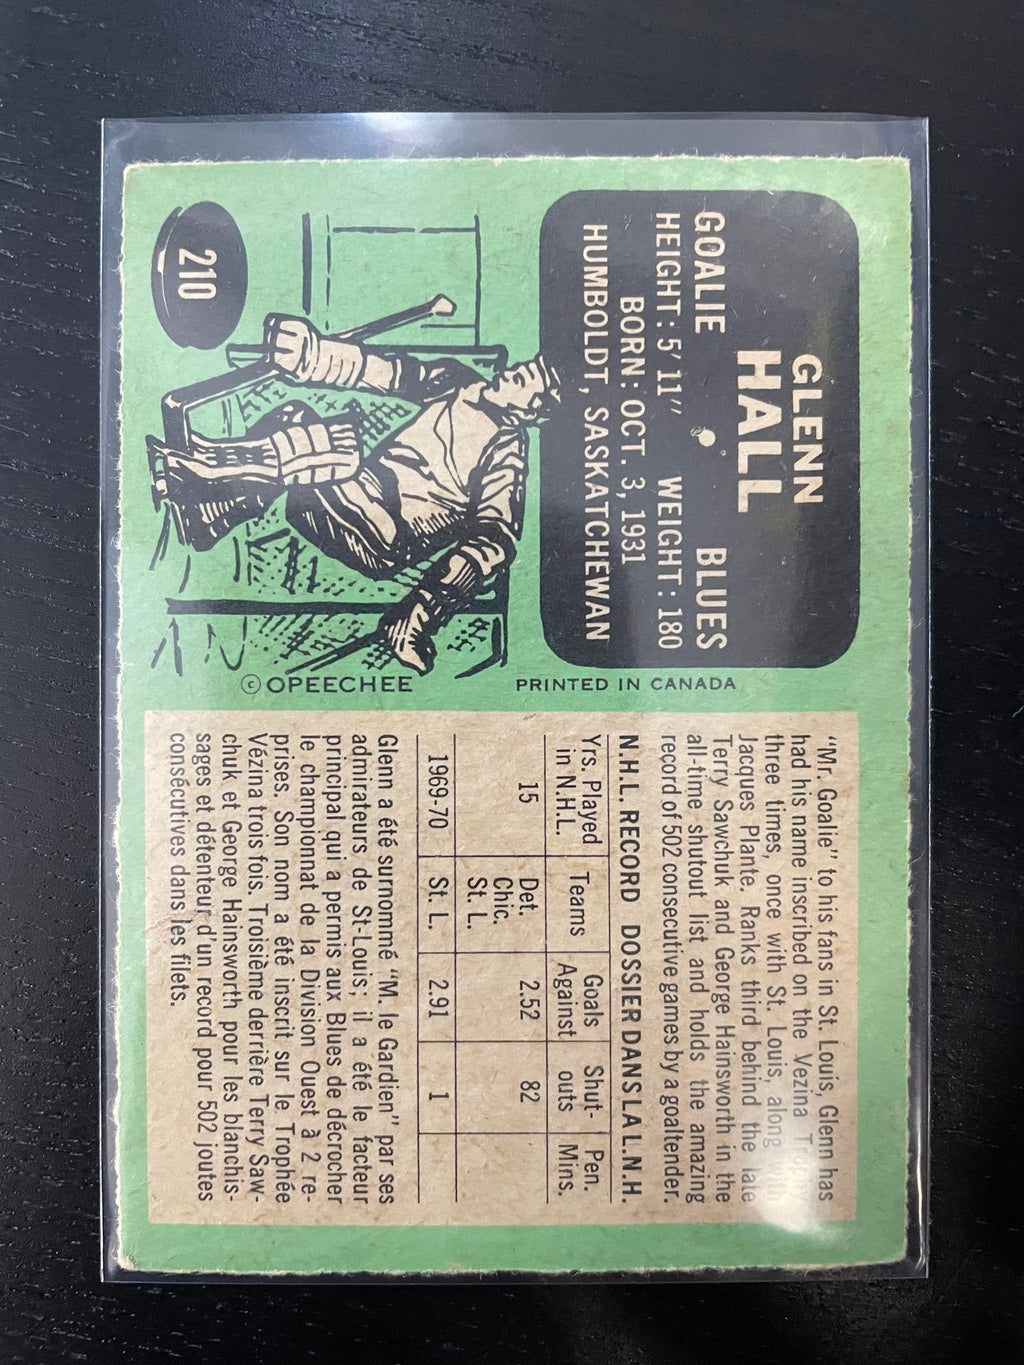 GLENN
HALL
GOALIE BLUES
HEIGHT: 5' 11" WEIGHT: 180
BORN: OCT. 3, 1931
HUMBOLDT, SASKATCHEWAN
210
© OPEECHEE PRINTED IN CANADA
"Mr. Goalie" to his fans in St. Louis, Glenn has
had his name inscribed on the Vezina Trophy
three times, once with St. Louis, along with
Jacques Plante. Ranks third behind the late
Terry Sawchuk and George Hainsworth in the
all-time shutout list and holds the amazing
record of 502 consecutive games by a goaltender.
N.H.L. RECORD DOSSIER DANS LA L.N.H.
Yrs. Played Teams Goals Shut- Pen.
in N.H.L. Against outs Mins.
15 Det. 2.52 82
Chic.
St. L.
1969-70 St. L. 2.91 1
Glenn a été surnommé "M. le Gardien" par ses
admirateurs de St-Louis; il a été le facteur
principal qui a permis aux Blues de décrocher
le championnat de la Division Ouest à 2 re-
prises. Son nom a été inscrit sur le Trophée
Vézina trois fois. Troisième derrière Terry Saw-
chuk et George Hainsworth pour les blanchis-
sages et détenteur d'un record pour 502 joutes
consécutives dans les filets.